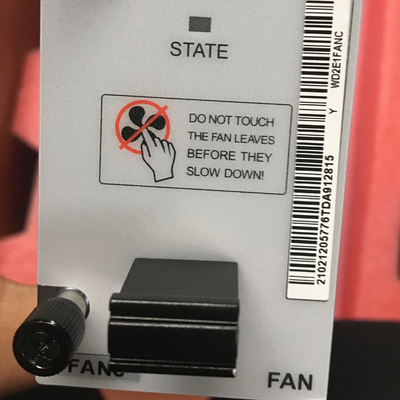 STATE
DO NOT TOUCH
THE FAN LEAVES
BEFORE THEY
SLOW DOWN!
21021205776TDA912815
Y
WD2E1FANC
FAN